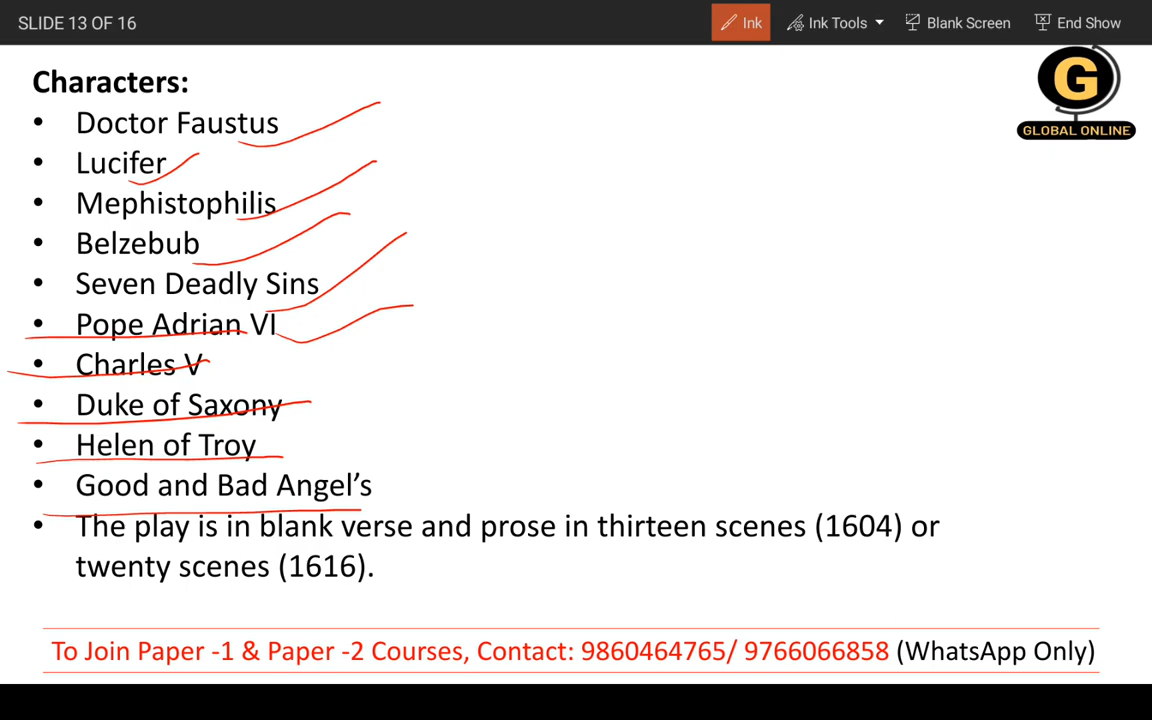 SLIDE 13 OF 16
Ink
Ink Tools
Blank Screen
End Show
G
GLOBAL ONLINE
Characters:
• Doctor Faustus
• Lucifer
• Mephistophilis
• Belzebub
• Seven Deadly Sins
• Pope Adrian VI
• Charles V
• Duke of Saxony
• Helen of Troy
• Good and Bad Angel’s
• The play is in blank verse and prose in thirteen scenes (1604) or
twenty scenes (1616).
To Join Paper -1 & Paper -2 Courses, Contact: 9860464765/ 9766066858 (WhatsApp Only)